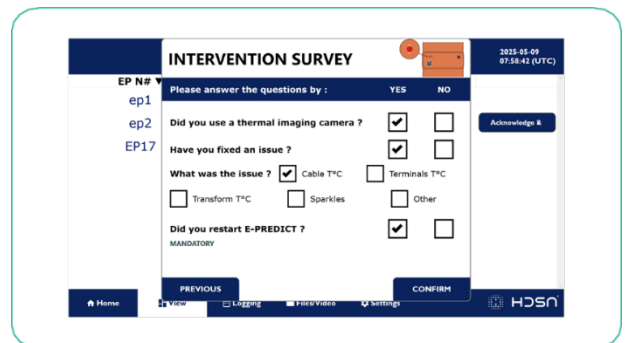 INTERVENTION SURVEY
2025-05-09
07:58:42 (UTC)
EP N# ▼
Please answer the questions by : YES NO
ep1
ep2
Did you use a thermal imaging camera ?
Acknowledge
EP17
Have you fixed an issue ?
What was the issue ? Cable T°C Terminals T°C
Transform T°C Sparkles Other
Did you restart E-PREDICT ?
MANDATORY
PREVIOUS CONFIRM
Home View Logging Files/Video Settings HDSN